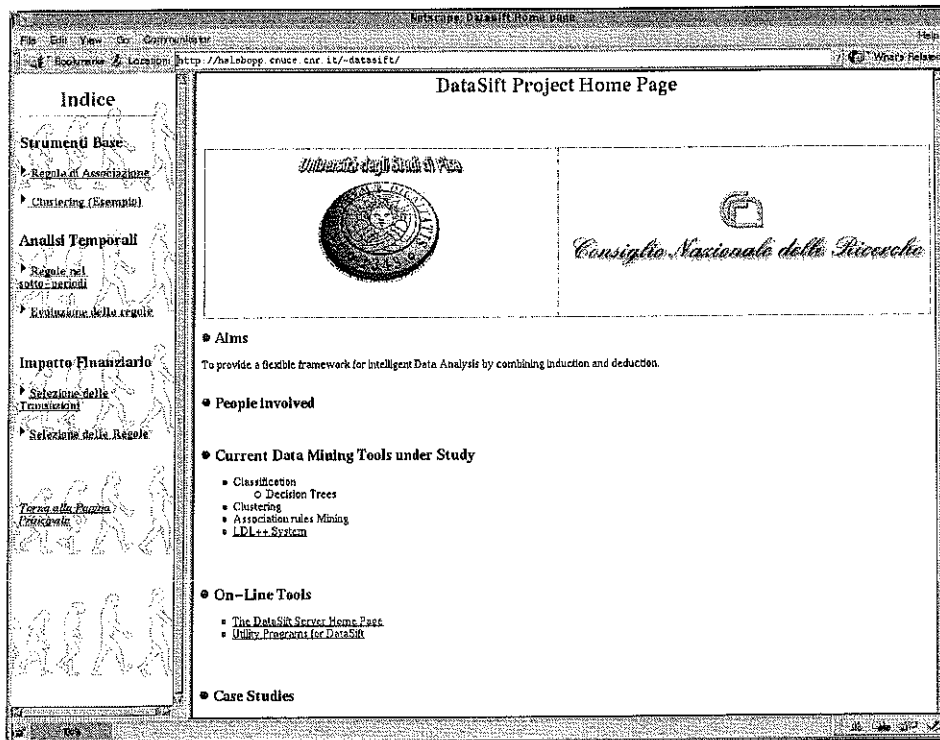 Netscape: DataSift Home page
File Edit View Go Communicator Help
Bookmarks Location: http://halebopp.cnuce.cnr.it/~datasift/ What's Related
Indice
Strumenti Base
Regole di Associazione
Clustering (Esempio)
Analisi Temporali
Regole nei
sotto-periodi
Evoluzione delle regole
Impatto Finanziario
Selezione delle
Transazioni
Selezione delle Regole
Torna alla Pagina
Principale
DataSift Project Home Page
Università degli Studi di Pisa
Consiglio Nazionale delle Ricerche
Aims
To provide a flexible framework for intelligent Data Analysis by combining induction and deduction.
People Involved
Current Data Mining Tools under Study
Classification
Decision Trees
Clustering
Association rules Mining
LDL++ System
On-Line Tools
The DataSift Server Home Page
Utility Programs for DataSift
Case Studies